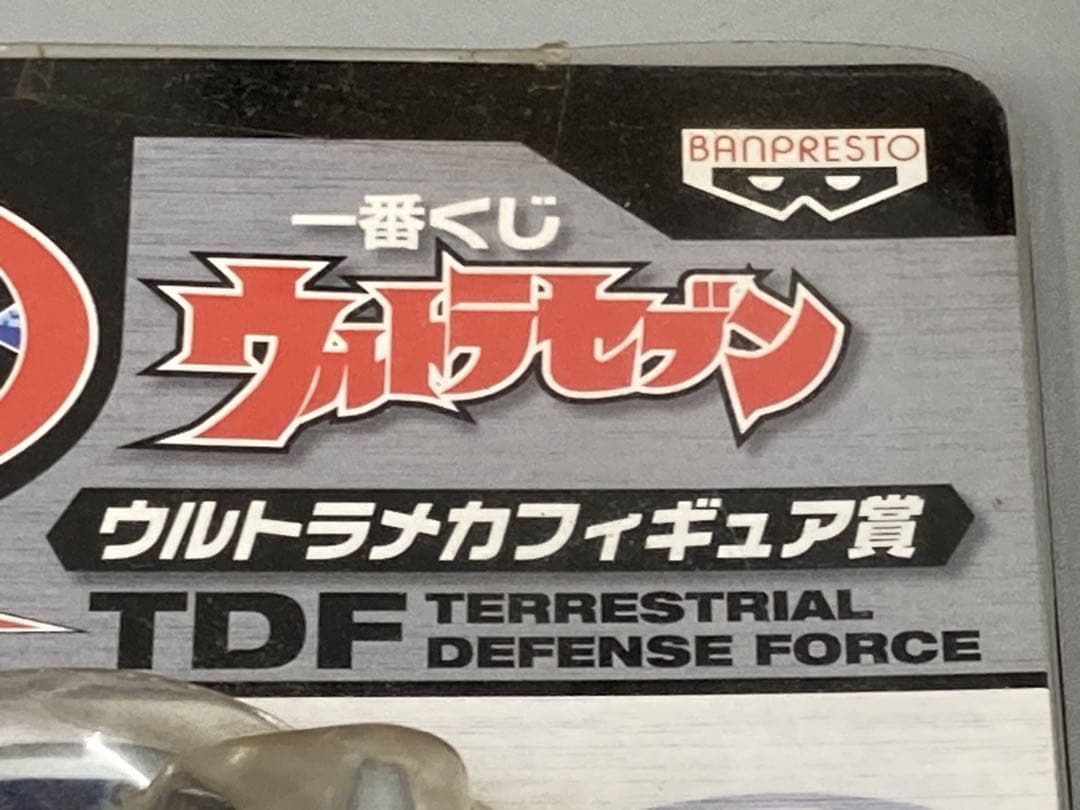 BANPRESTO
一番くじ
ウルトラセブン
ウルトラメカフィギュア賞
TDF TERRESTRIAL
DEFENSE FORCE